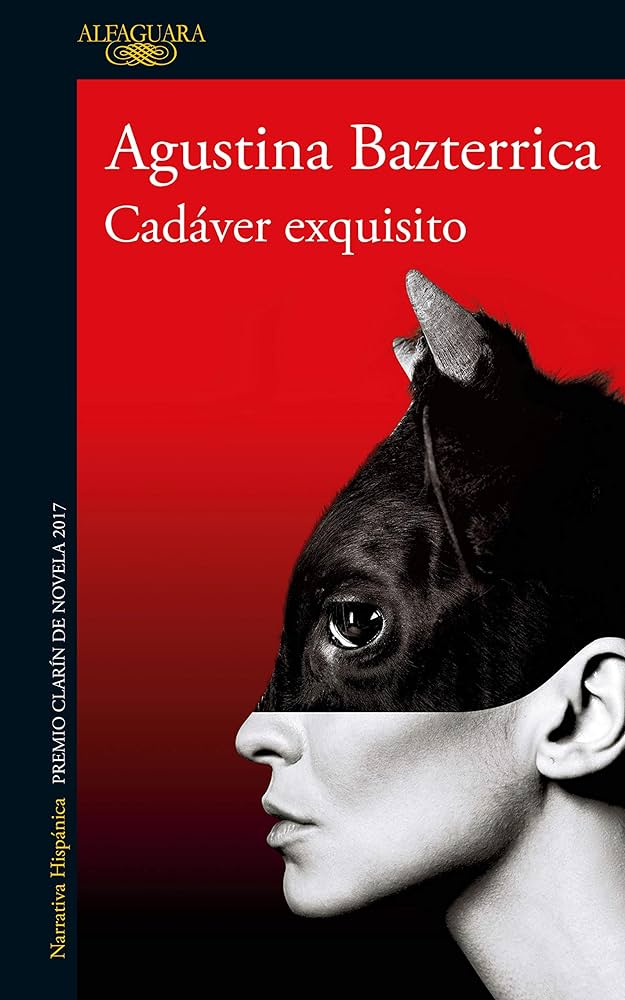 ALFAGUARA
Agustina Bazterrica
Cadáver exquisito
Narrativa Hispánica PREMIO CLARÍN DE NOVELA 2017